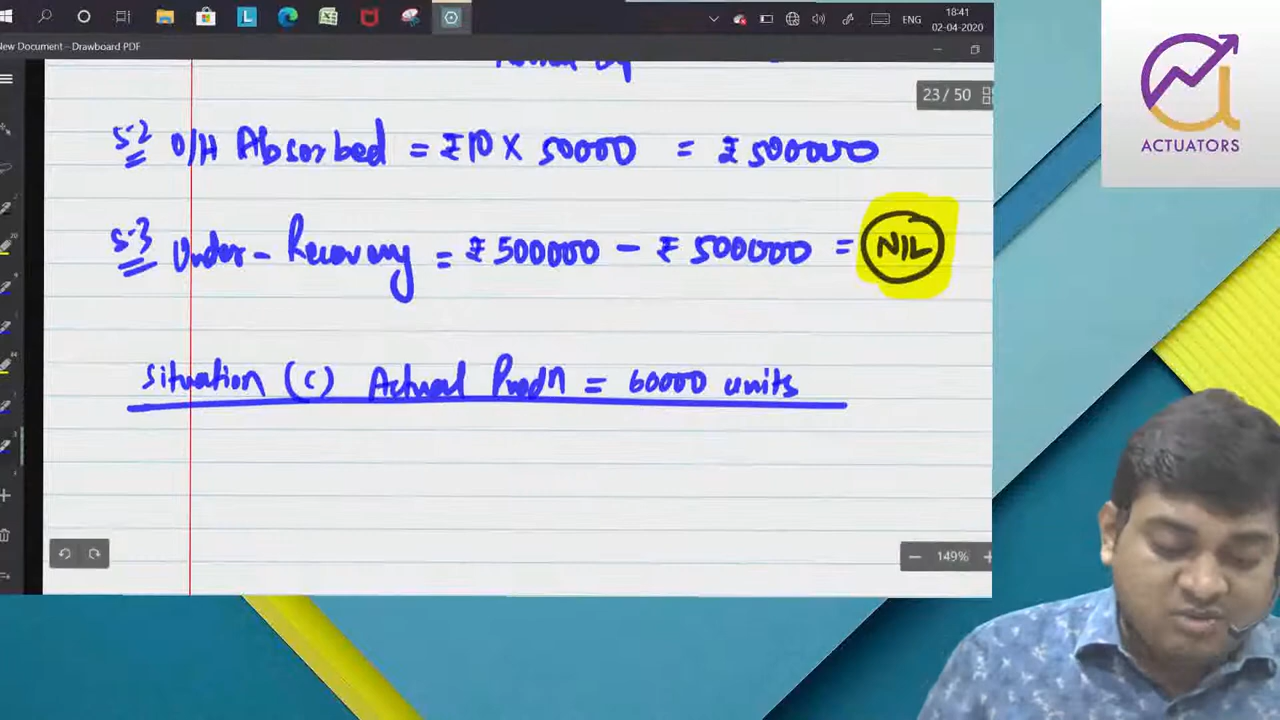 18:41
ENG
02-04-2020
New Document - Drawboard PDF
23 / 50
S-2 O/H Absorbed = ₹10 X 50000 = ₹500000
S-3 Under-Recovery = ₹500000 - ₹500000 = NIL
Situation (C) Actual Prodn = 60000 units
149%
ACTUATORS